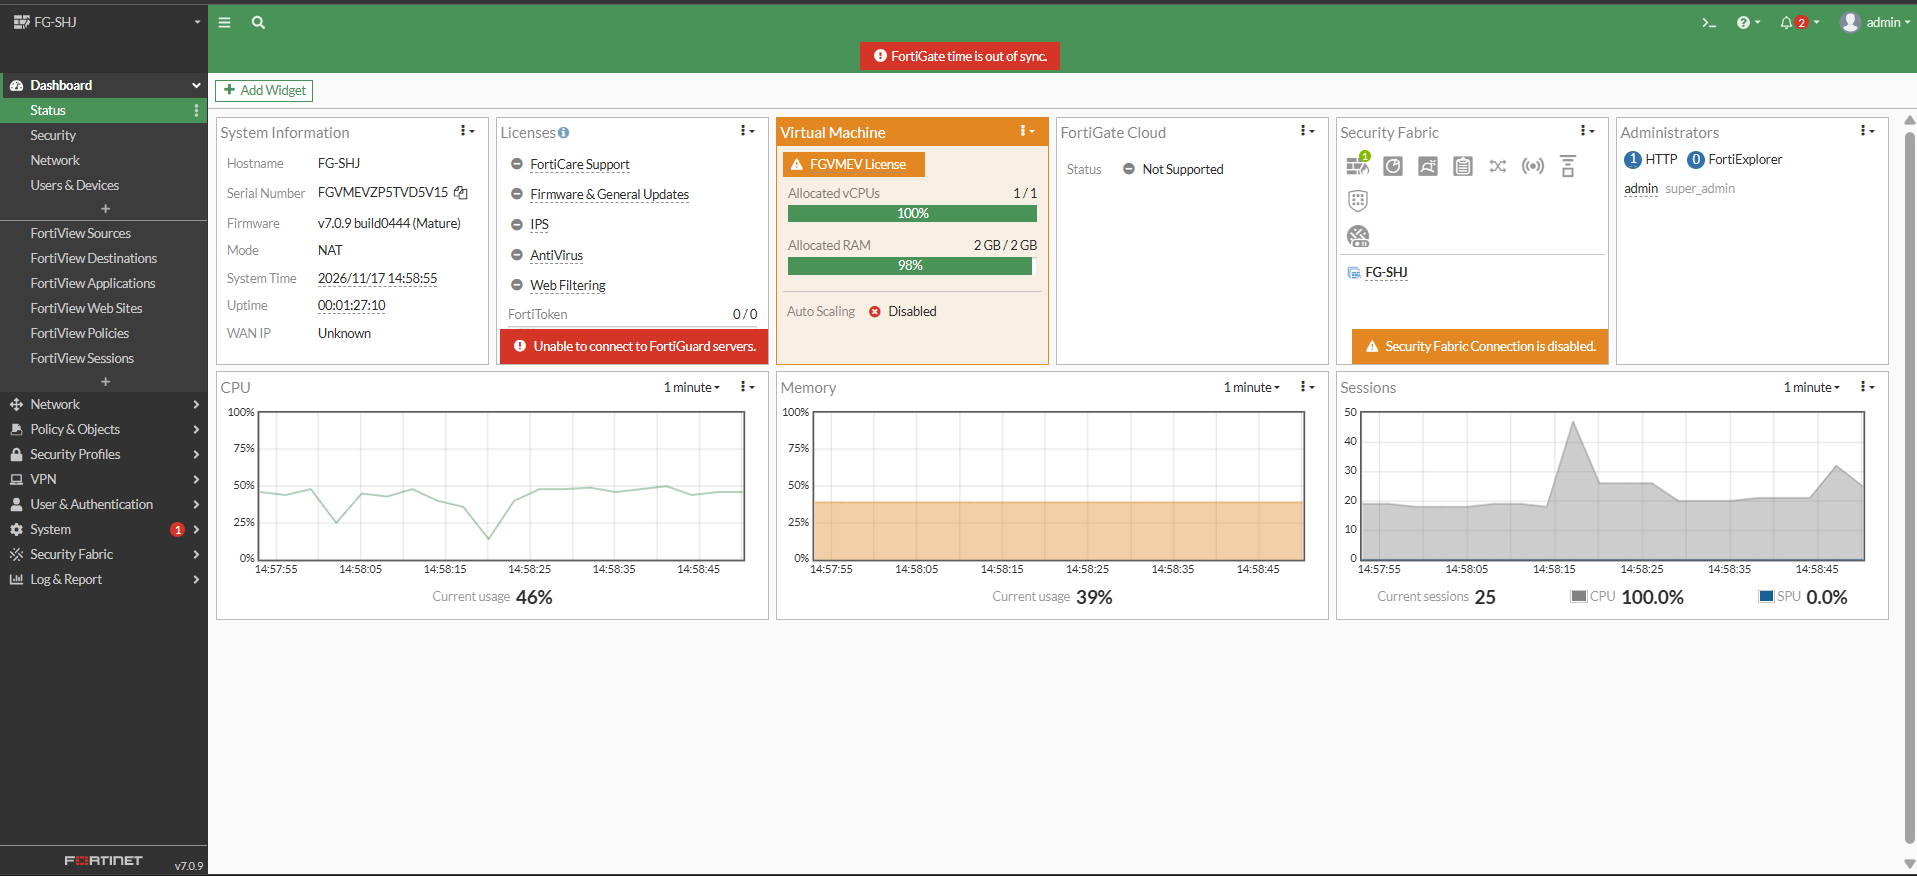 FG-SHJ
2
admin
FortiGate time is out of sync.
Dashboard
Status
Security
Network
Users & Devices
FortiView Sources
FortiView Destinations
FortiView Applications
FortiView Web Sites
FortiView Policies
FortiView Sessions
Network
Policy & Objects
Security Profiles
VPN
User & Authentication
System 1
Security Fabric
Log & Report
FORTINET
v7.0.9
+ Add Widget
System Information
Hostname FG-SHJ
Serial Number FGVMEVZP5TVD5V15
Firmware v7.0.9 build0444 (Mature)
Mode NAT
System Time 2026/11/17 14:58:55
Uptime 00:01:27:10
WAN IP Unknown
Licenses
FortiCare Support
Firmware & General Updates
IPS
AntiVirus
Web Filtering
FortiToken 0 / 0
Unable to connect to FortiGuard servers.
Virtual Machine
FGVMEV License
Allocated vCPUs 1 / 1
100%
Allocated RAM 2 GB / 2 GB
98%
Auto Scaling Disabled
FortiGate Cloud
Status Not Supported
Security Fabric
1
FG-SHJ
Security Fabric Connection is disabled.
Administrators
1 HTTP 0 FortiExplorer
admin super_admin
CPU 1 minute
100%
75%
50%
25%
0%
14:57:55 14:58:05 14:58:15 14:58:25 14:58:35 14:58:45
Current usage 46%
Memory 1 minute
100%
75%
50%
25%
0%
14:57:55 14:58:05 14:58:15 14:58:25 14:58:35 14:58:45
Current usage 39%
Sessions 1 minute
50
40
30
20
10
0
14:57:55 14:58:05 14:58:15 14:58:25 14:58:35 14:58:45
Current sessions 25 CPU 100.0% SPU 0.0%